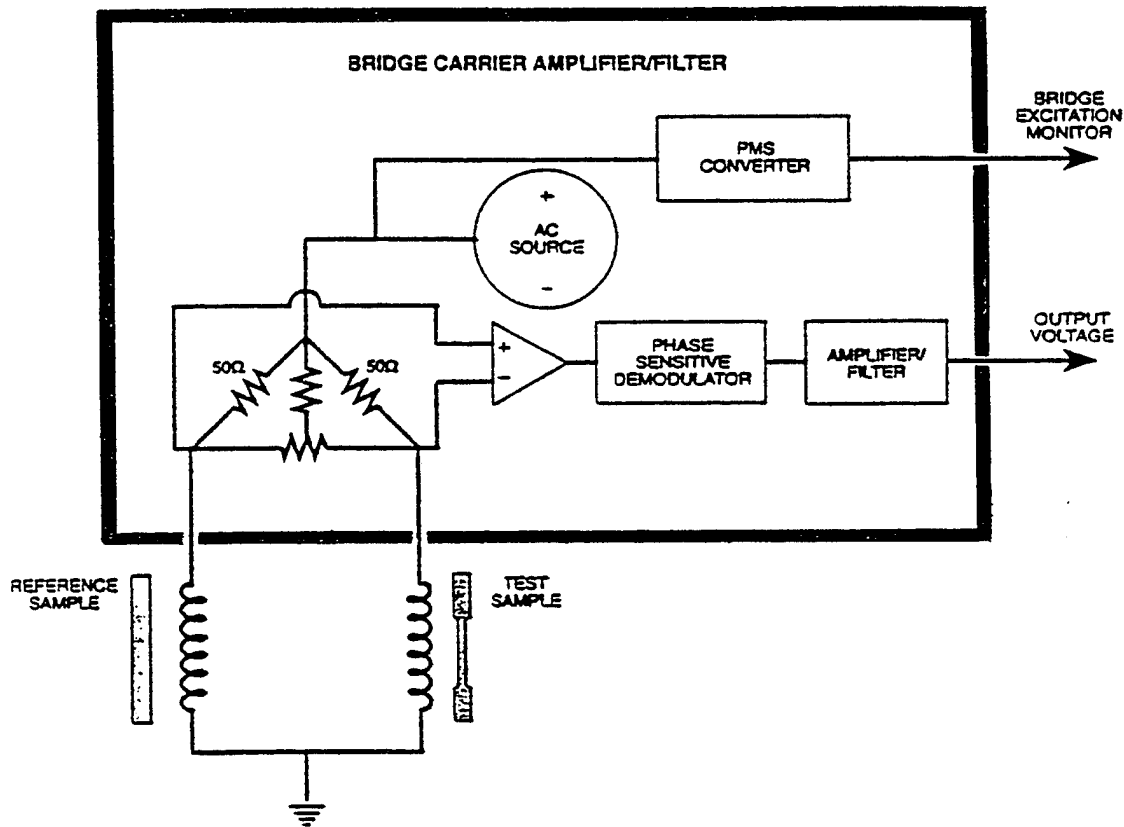 BRIDGE CARRIER AMPLIFIER/FILTER
BRIDGE
EXCITATION
MONITOR
PMS
CONVERTER
+
AC
SOURCE
-
OUTPUT
VOLTAGE
50Ω
50Ω
+
-
PHASE
SENSITIVE
DEMODULATOR
AMPLIFIER/
FILTER
REFERENCE
SAMPLE
TEST
SAMPLE